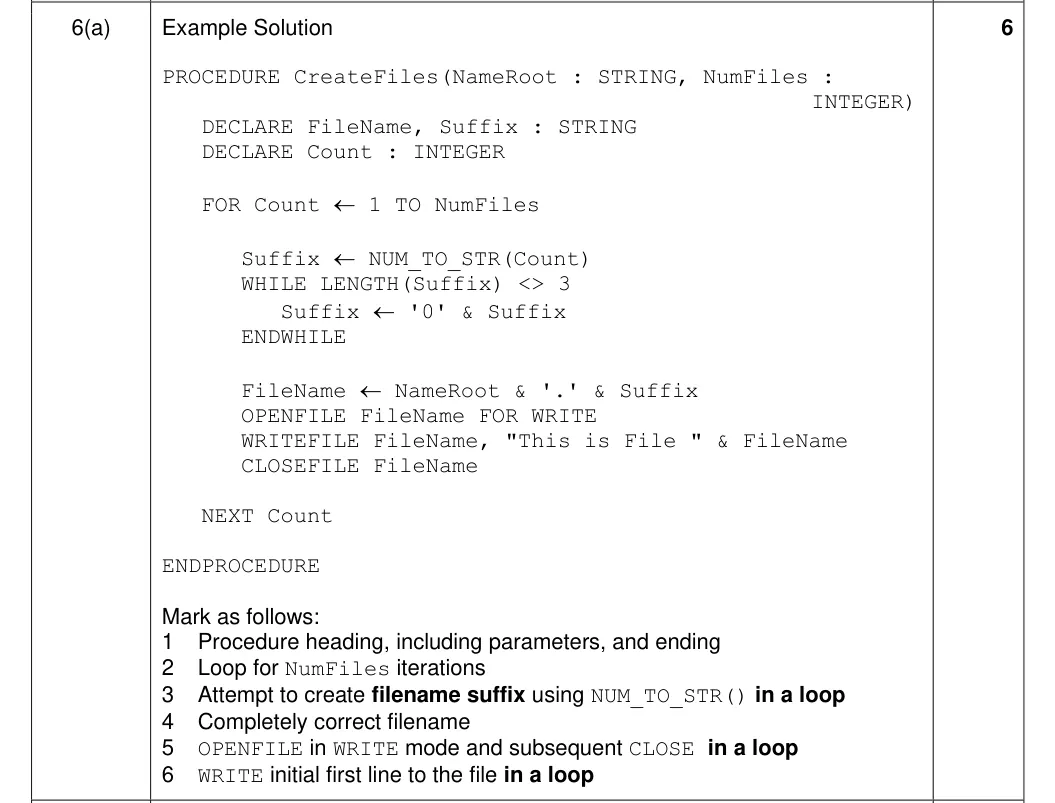 6(a) Example Solution 6
PROCEDURE CreateFiles(NameRoot : STRING, NumFiles :
INTEGER)
DECLARE FileName, Suffix : STRING
DECLARE Count : INTEGER
FOR Count ← 1 TO NumFiles
Suffix ← NUM_TO_STR(Count)
WHILE LENGTH(Suffix) <> 3
Suffix ← '0' & Suffix
ENDWHILE
FileName ← NameRoot & '.' & Suffix
OPENFILE FileName FOR WRITE
WRITEFILE FileName, "This is File " & FileName
CLOSEFILE FileName
NEXT Count
ENDPROCEDURE
Mark as follows:
1 Procedure heading, including parameters, and ending
2 Loop for NumFiles iterations
3 Attempt to create filename suffix using NUM_TO_STR() in a loop
4 Completely correct filename
5 OPENFILE in WRITE mode and subsequent CLOSE in a loop
6 WRITE initial first line to the file in a loop